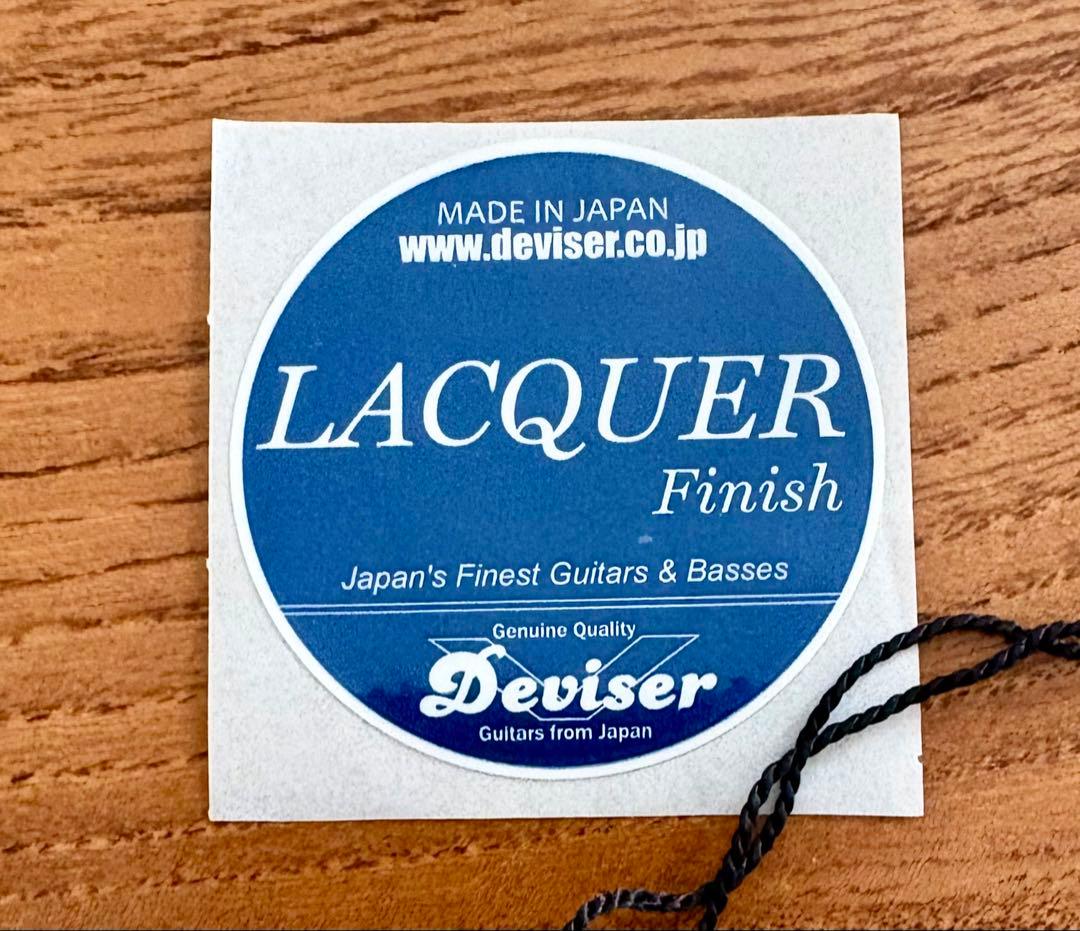 MADE IN JAPAN
www.deviser.co.jp
LACQUER
Finish
Japan's Finest Guitars & Basses
Genuine Quality
Deviser
Guitars from Japan